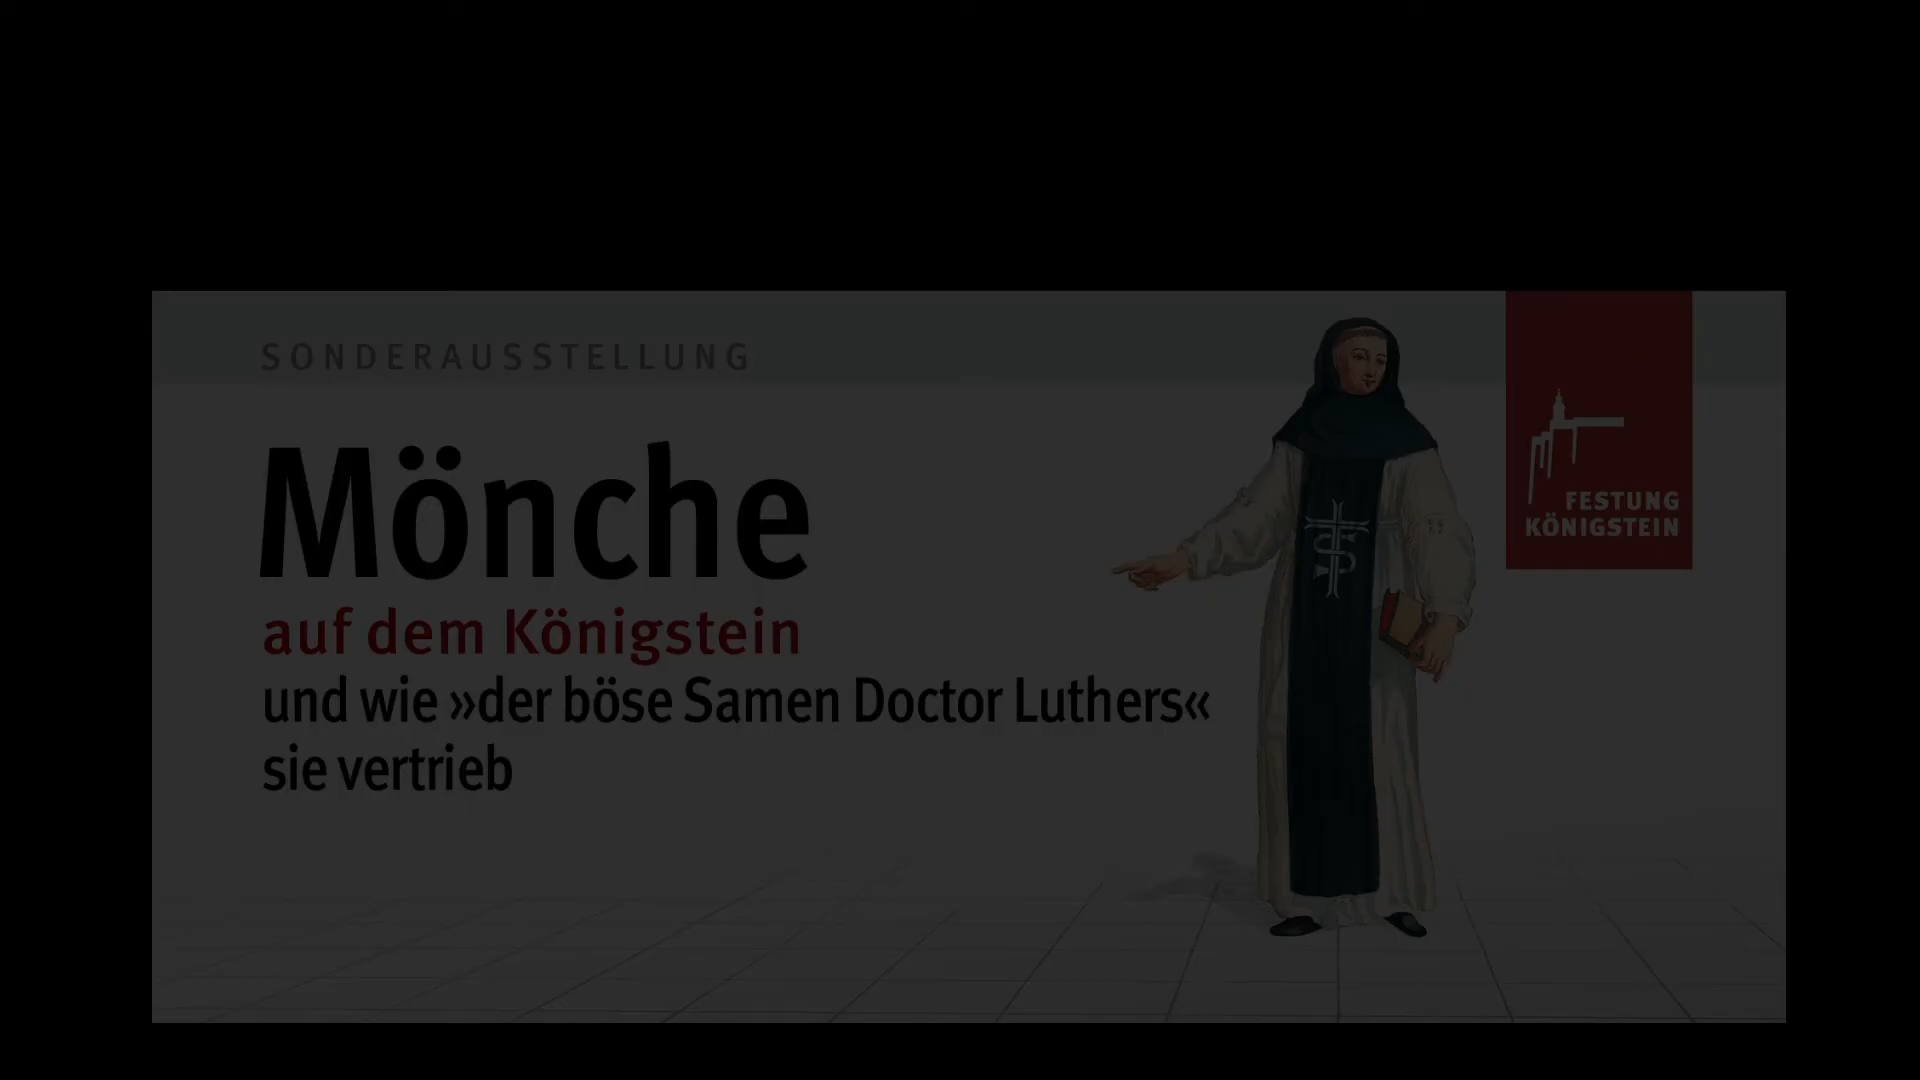 SONDERAUSSTELLUNG
Mönche
auf dem Königstein
und wie »der böse Samen Doctor Luthers«
sie vertrieb
FESTUNG
KÖNIGSTEIN